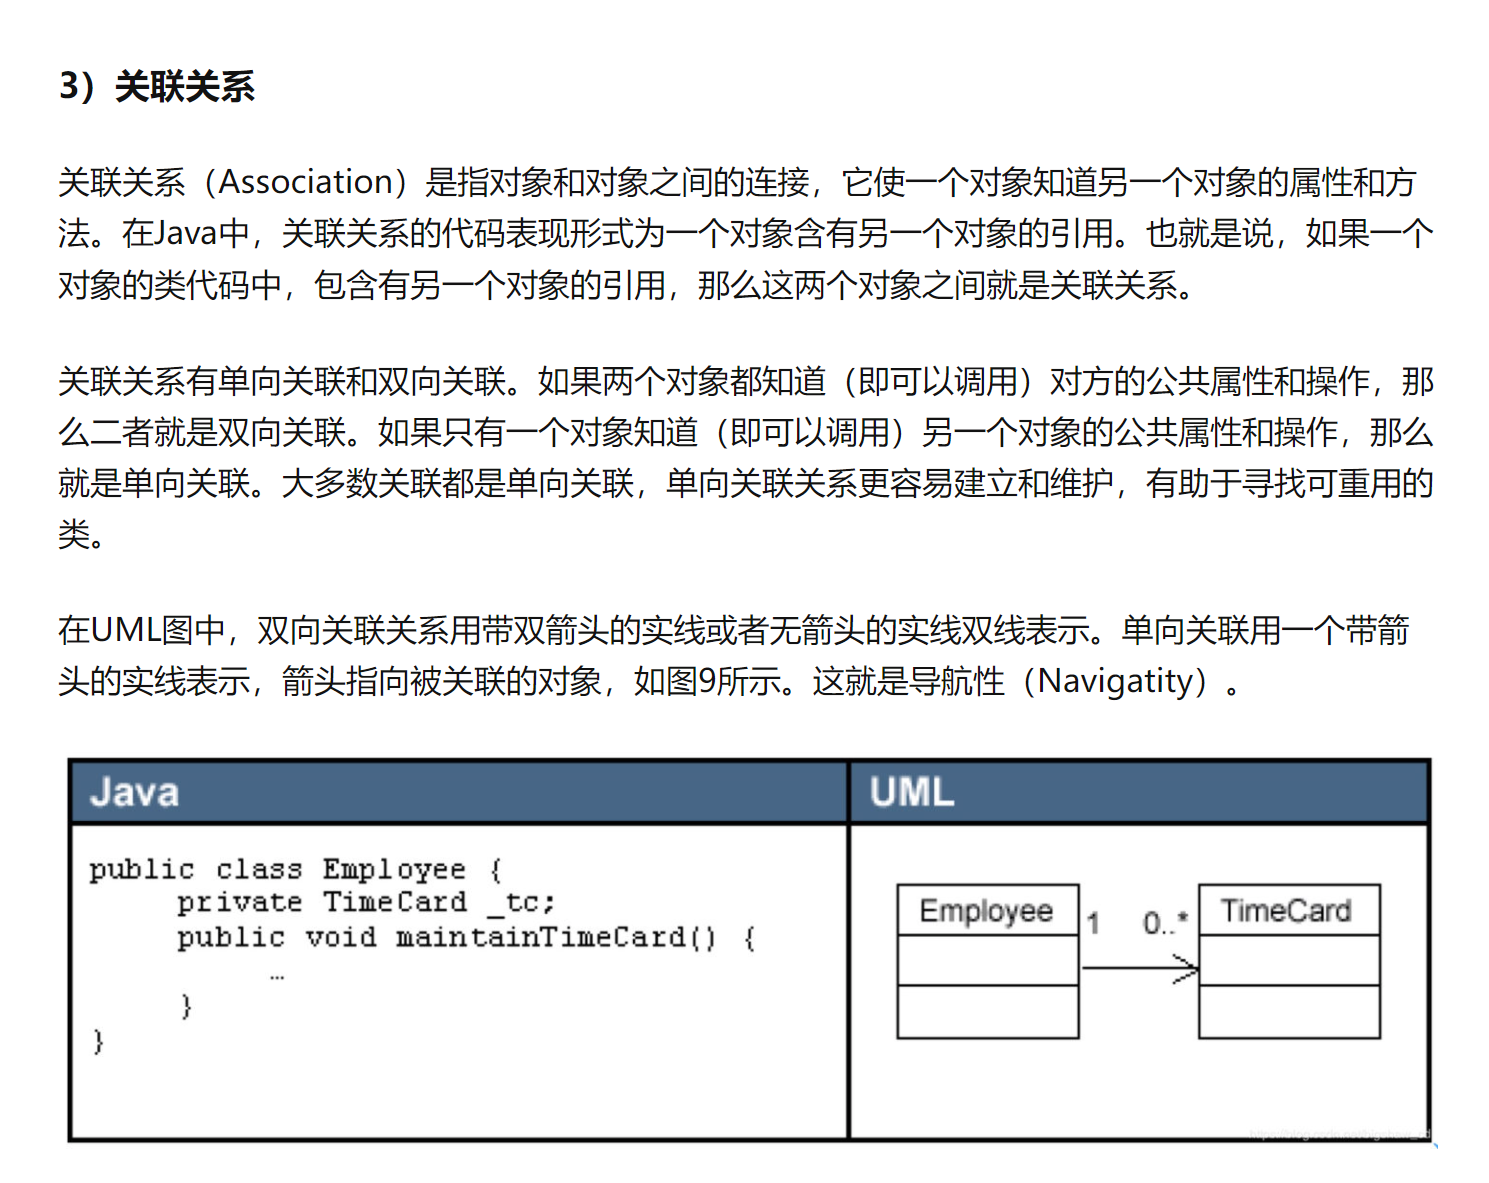 3）关联关系
关联关系（Association）是指对象和对象之间的连接，它使一个对象知道另一个对象的属性和方
法。在Java中，关联关系的代码表现形式为一个对象含有另一个对象的引用。也就是说，如果一个
对象的类代码中，包含有另一个对象的引用，那么这两个对象之间就是关联关系。
关联关系有单向关联和双向关联。如果两个对象都知道（即可以调用）对方的公共属性和操作，那
么二者就是双向关联。如果只有一个对象知道（即可以调用）另一个对象的公共属性和操作，那么
就是单向关联。大多数关联都是单向关联，单向关联关系更容易建立和维护，有助于寻找可重用的
类。
在UML图中，双向关联关系用带双箭头的实线或者无箭头的实线双线表示。单向关联用一个带箭
头的实线表示，箭头指向被关联的对象，如图9所示。这就是导航性（Navigatity）。
Java
public class Employee {
private TimeCard _tc;
public void maintainTimeCard() {
…
}
}
UML
Employee
1
0..*
TimeCard